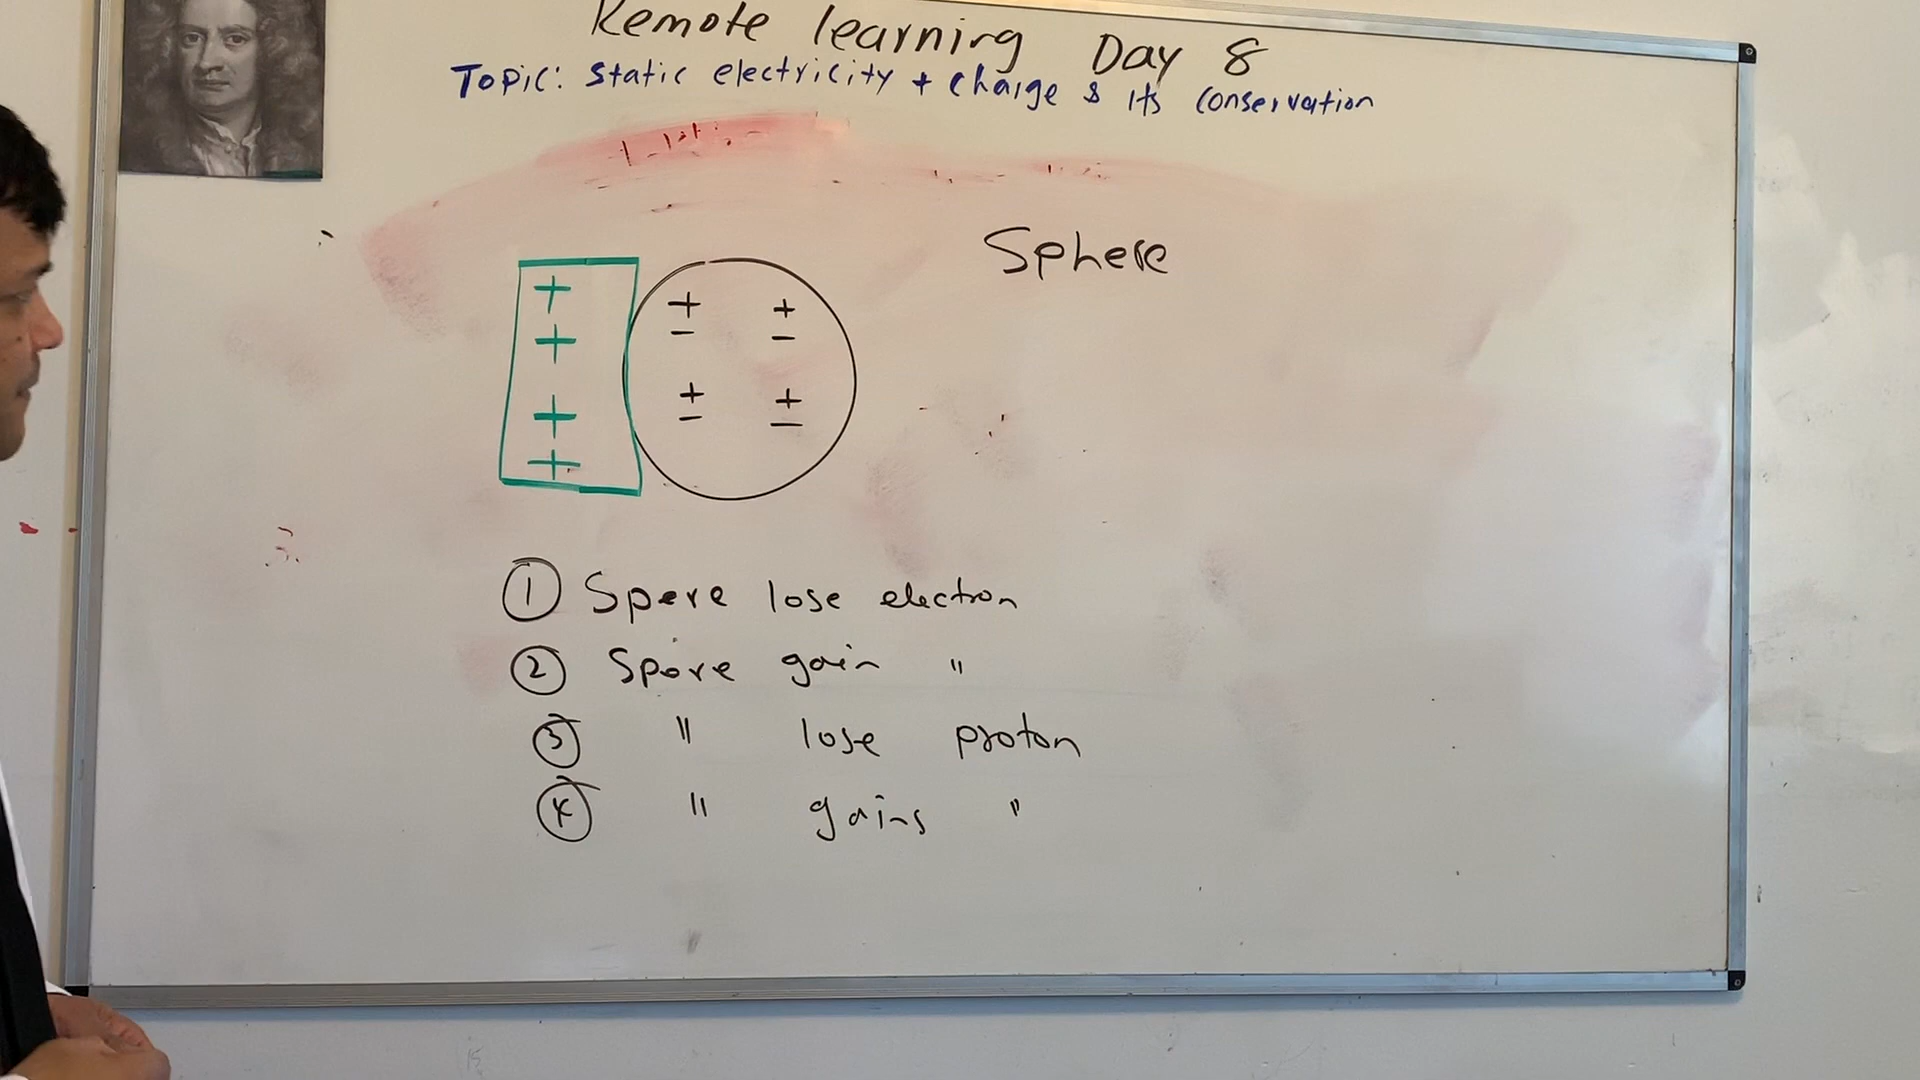 Remote learning Day 8
Topic: Static electricity + Charge & Its Conservation
Sphere
+ + + +
+ - + -
+ - + -
① Spere lose electron
② Spore gain "
③ " lose proton
④ " gains "